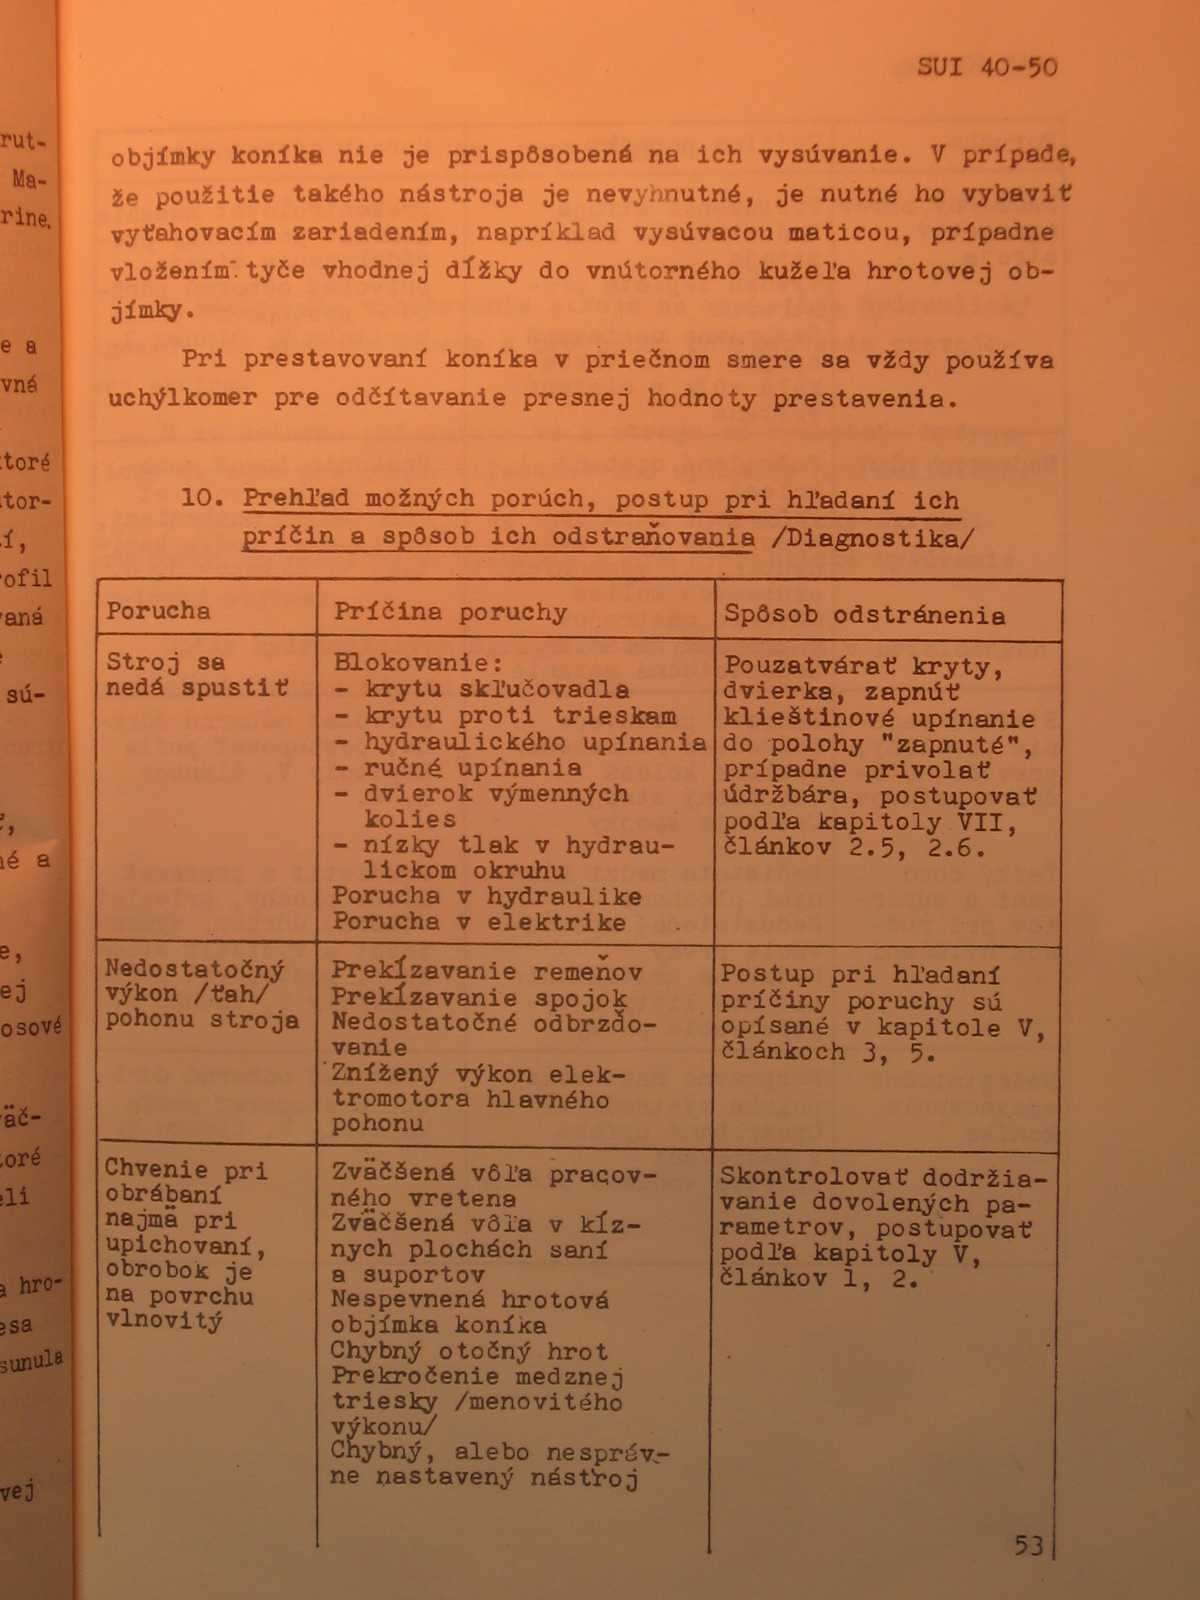 SUI 40-50
objímky koníka nie je prispôsobená na ich vysúvanie. V prípade,
že použitie takého nástroja je nevyhnutné, je nutné ho vybaviť
vyťahovacím zariadením, napríklad vysúvacou maticou, prípadne
vložením tyče vhodnej dĺžky do vnútorného kužeľa hrotovej ob-
jímky.
Pri prestavovaní koníka v priečnom smere sa vždy používa
uchýlkomer pre odčítavanie presnej hodnoty prestavenia.
10. Prehľad možných porúch, postup pri hľadaní ich
príčin a spôsob ich odstraňovania /Diagnostika/
Porucha
Príčina poruchy
Spôsob odstránenia
Stroj sa
nedá spustiť
Blokovanie:
- krytu skľučovadla
- krytu proti trieskam
- hydraulického upínania
- ručné upínania
- dvierok výmenných
kolies
- nízky tlak v hydrau-
lickom okruhu
Porucha v hydraulike
Porucha v elektrike
Pouzatvárať kryty,
dvierka, zapnúť
klieštinové upínanie
do polohy "zapnuté",
prípadne privolať
údržbára, postupovať
podľa kapitoly VII,
článkov 2.5, 2.6.
Nedostatočný
výkon /ťah/
pohonu stroja
Prekĺzavanie remeňov
Prekĺzavanie spojok
Nedostatočné odbrzďo-
vanie
Znížený výkon elek-
tromotora hlavného
pohonu
Postup pri hľadaní
príčiny poruchy sú
opísané v kapitole V,
článkoch 3, 5.
Chvenie pri
obrábaní
najmä pri
upichovaní,
obrobok je
na povrchu
vlnovitý
Zväčšená vôľa pracov-
ného vretena
Zväčšená vôľa v kĺz-
nych plochách saní
a suportov
Nespevnená hrotová
objímka koníka
Chybný otočný hrot
Prekročenie medznej
triesky /menovitého
výkonu/
Chybný, alebo nespráv-
ne nastavený nástroj
Skontrolovať dodržia-
vanie dovolených pa-
rametrov, postupovať
podľa kapitoly V,
článkov 1, 2.
53